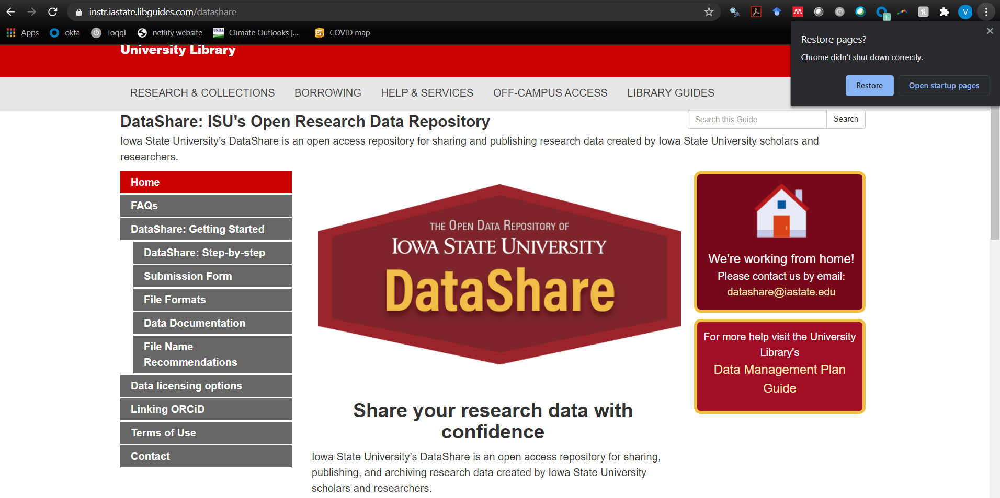 instr.iastate.libguides.com/datashare
V
Apps
okta
Toggl
USDA
netlify website
Climate Outlooks |...
COVID map
Restore pages?
Chrome didn't shut down correctly.
Restore
Open startup pages
University Library
RESEARCH & COLLECTIONS
BORROWING
HELP & SERVICES
OFF-CAMPUS ACCESS
LIBRARY GUIDES
DataShare: ISU's Open Research Data Repository
Search this Guide
Search
Iowa State University’s DataShare is an open access repository for sharing and publishing research data created by Iowa State University scholars and
researchers.
Home
FAQs
DataShare: Getting Started
DataShare: Step-by-step
Submission Form
File Formats
Data Documentation
File Name
Recommendations
Data licensing options
Linking ORCiD
Terms of Use
Contact
THE OPEN DATA REPOSITORY OF
IOWA STATE UNIVERSITY
DataShare
Share your research data with
confidence
Iowa State University’s DataShare is an open access repository for sharing,
publishing, and archiving research data created by Iowa State University
scholars and researchers.
We're working from home!
Please contact us by email:
datashare@iastate.edu
For more help visit the University
Library's
Data Management Plan
Guide